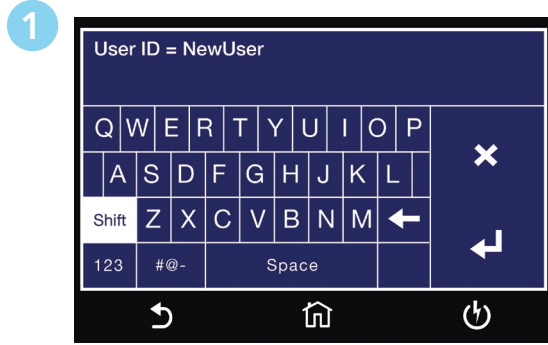 1
User ID = NewUser
Q W E R T Y U I O P
A S D F G H J K L
Shift Z X C V B N M
123 #@- Space